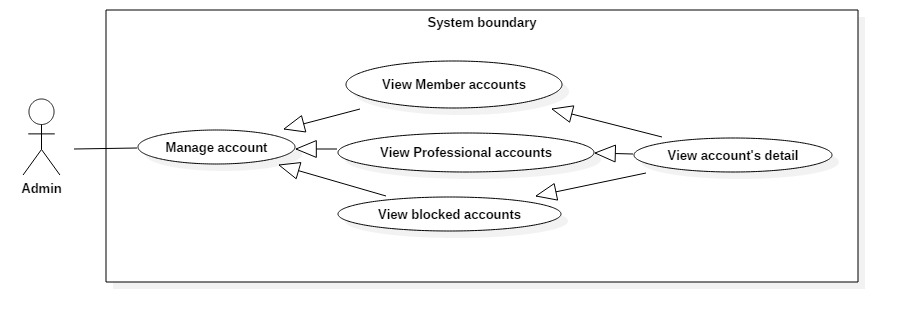 System boundary
View Member accounts
Manage account
View Professional accounts
View account's detail
Admin
View blocked accounts